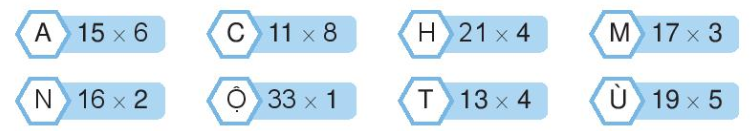 A 15 × 6 C 11 × 8 H 21 × 4 M 17 × 3
N 16 × 2 Ộ 33 × 1 T 13 × 4 Ù 19 × 5